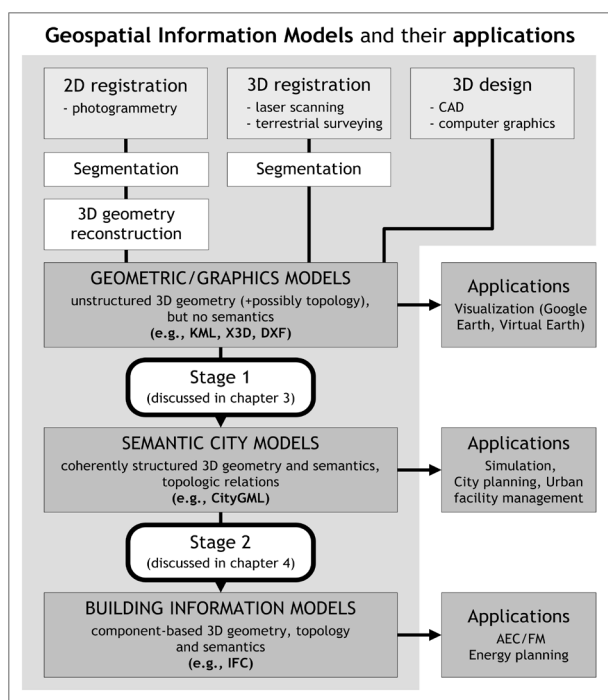 Geospatial Information Models and their applications
2D registration
- photogrammetry
3D registration
- laser scanning
- terrestrial surveying
3D design
- CAD
- computer graphics
Segmentation
Segmentation
3D geometry
reconstruction
GEOMETRIC/GRAPHICS MODELS
unstructured 3D geometry (+possibly topology),
but no semantics
(e.g., KML, X3D, DXF)
Applications
Visualization (Google
Earth, Virtual Earth)
Stage 1
(discussed in chapter 3)
SEMANTIC CITY MODELS
coherently structured 3D geometry and semantics,
topologic relations
(e.g., CityGML)
Applications
Simulation,
City planning, Urban
facility management
Stage 2
(discussed in chapter 4)
BUILDING INFORMATION MODELS
component-based 3D geometry, topology
and semantics
(e.g., IFC)
Applications
AEC/FM
Energy planning